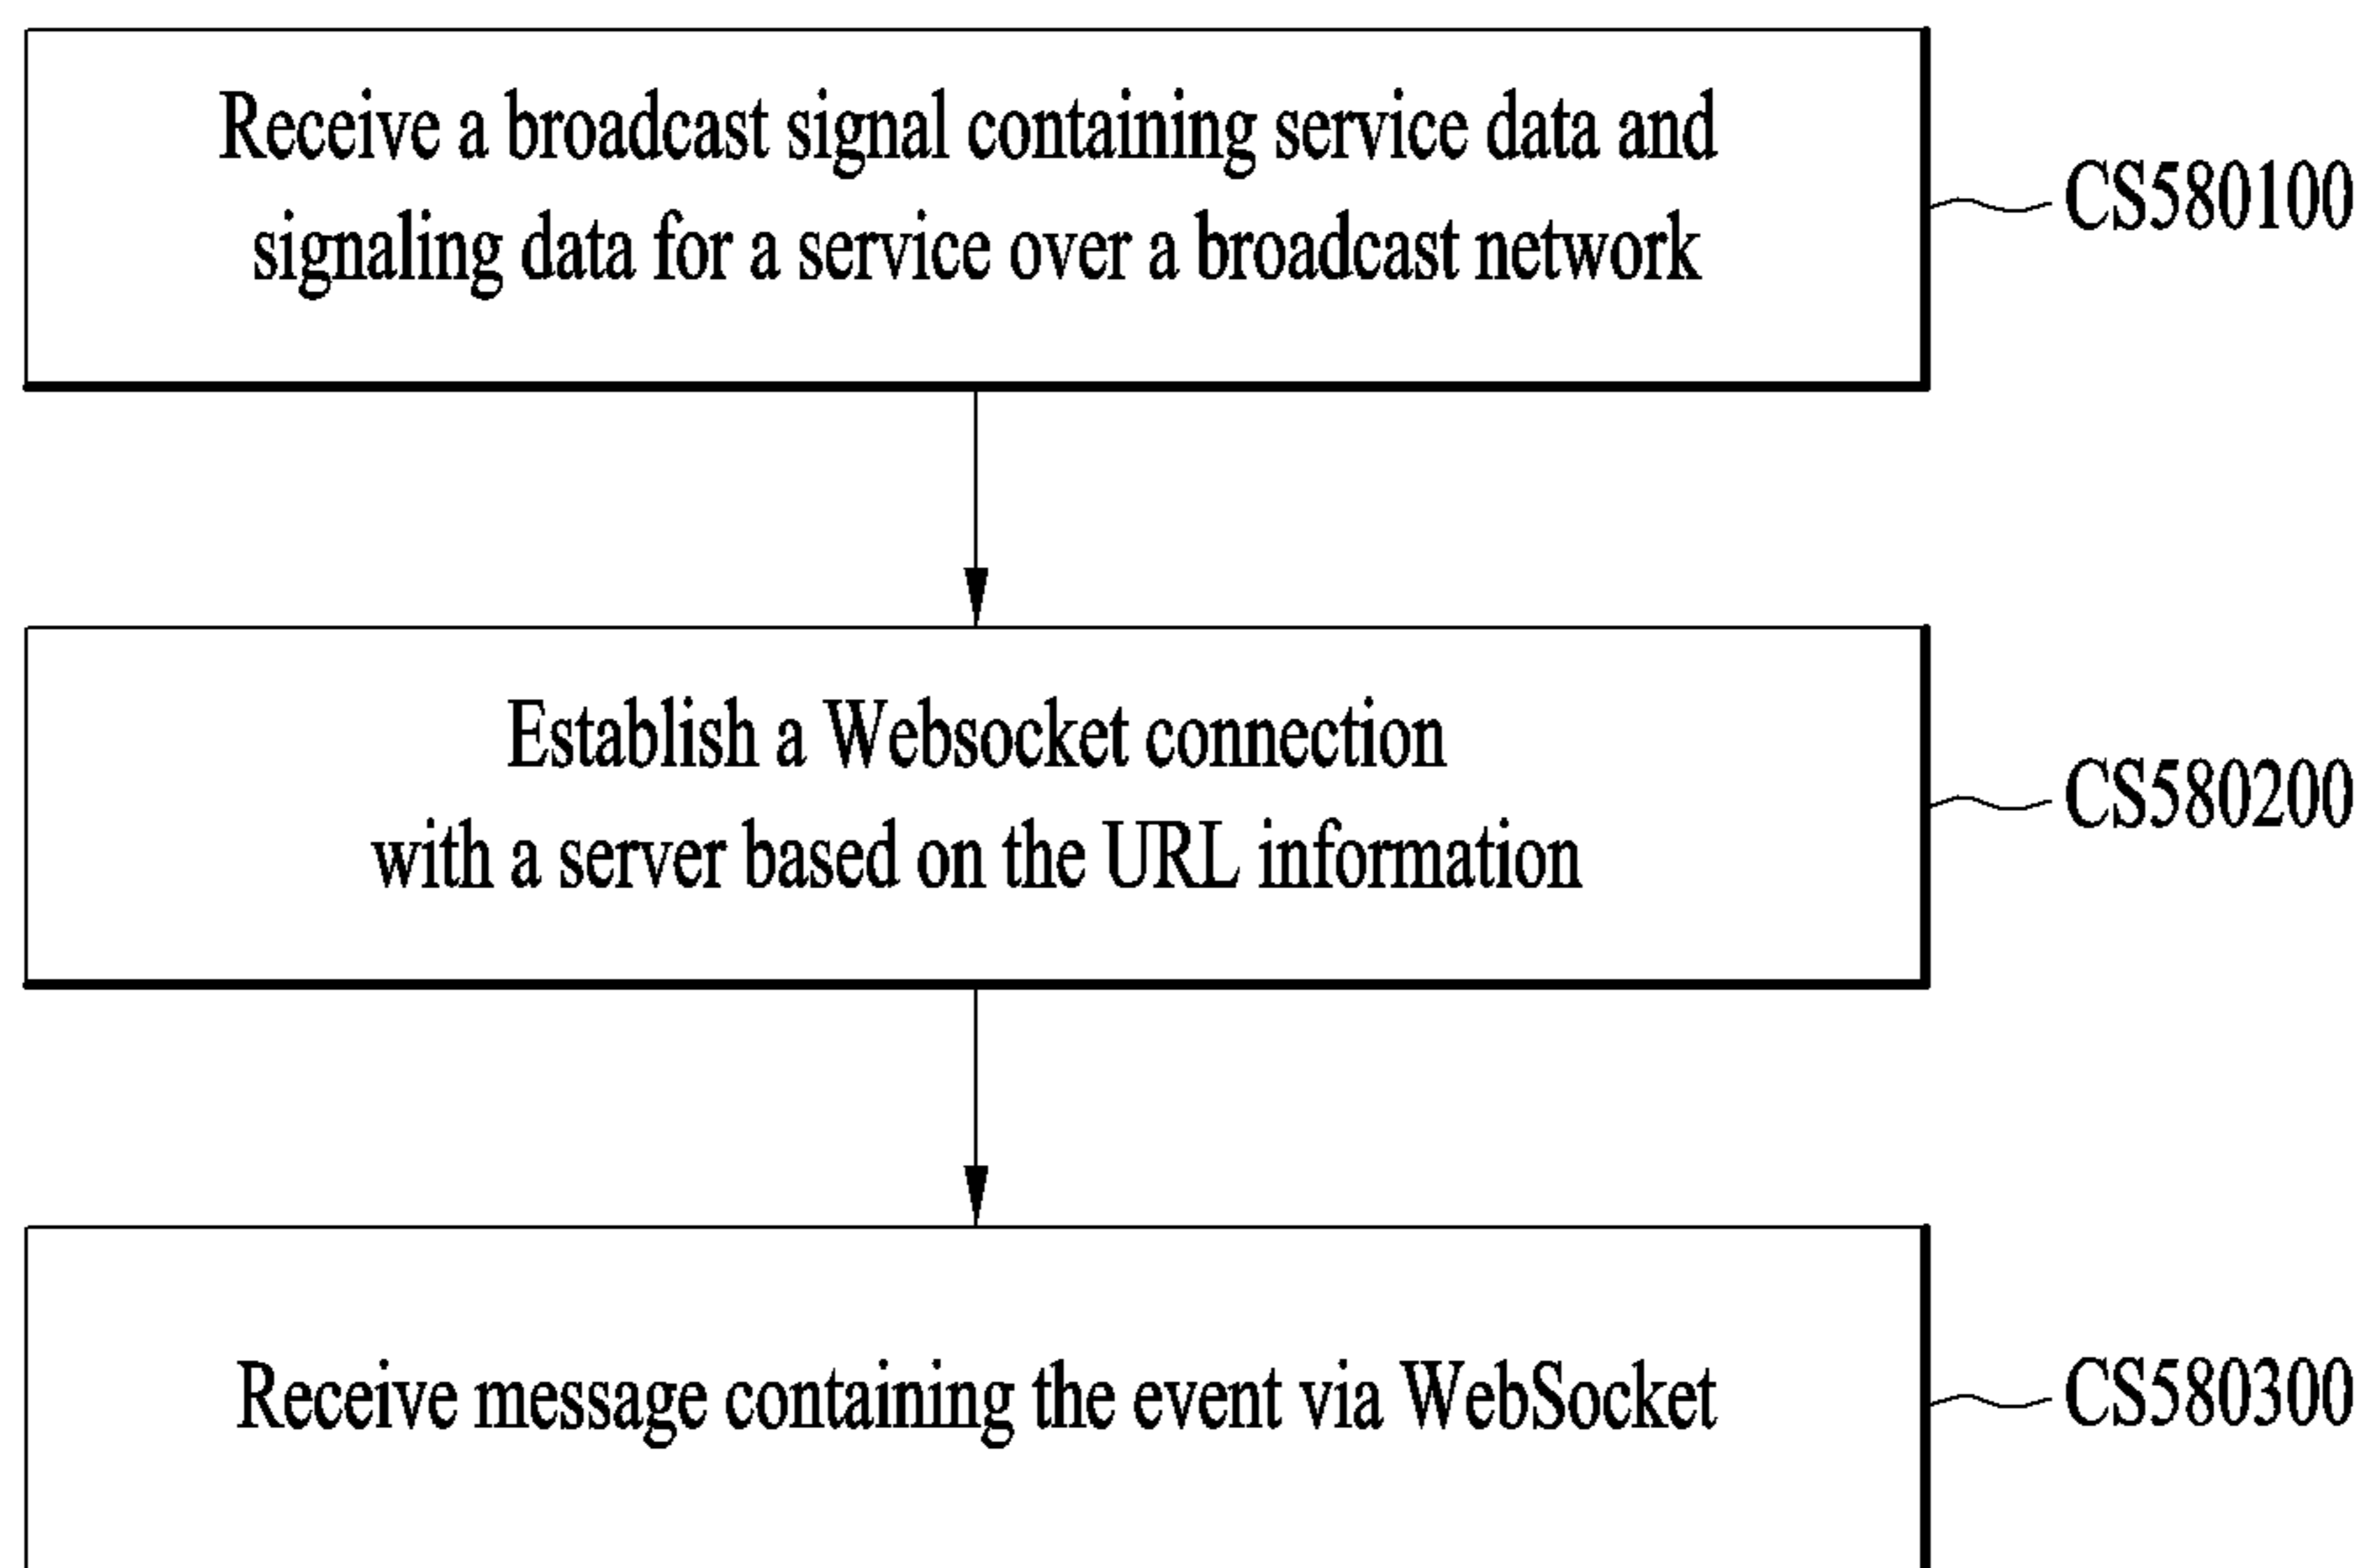 Receive a broadcast signal containing service data and
signaling data for a service over a broadcast network
CS580100
Establish a Websocket connection
with a server based on the URL information
CS580200
Receive message containing the event via WebSocket
CS580300